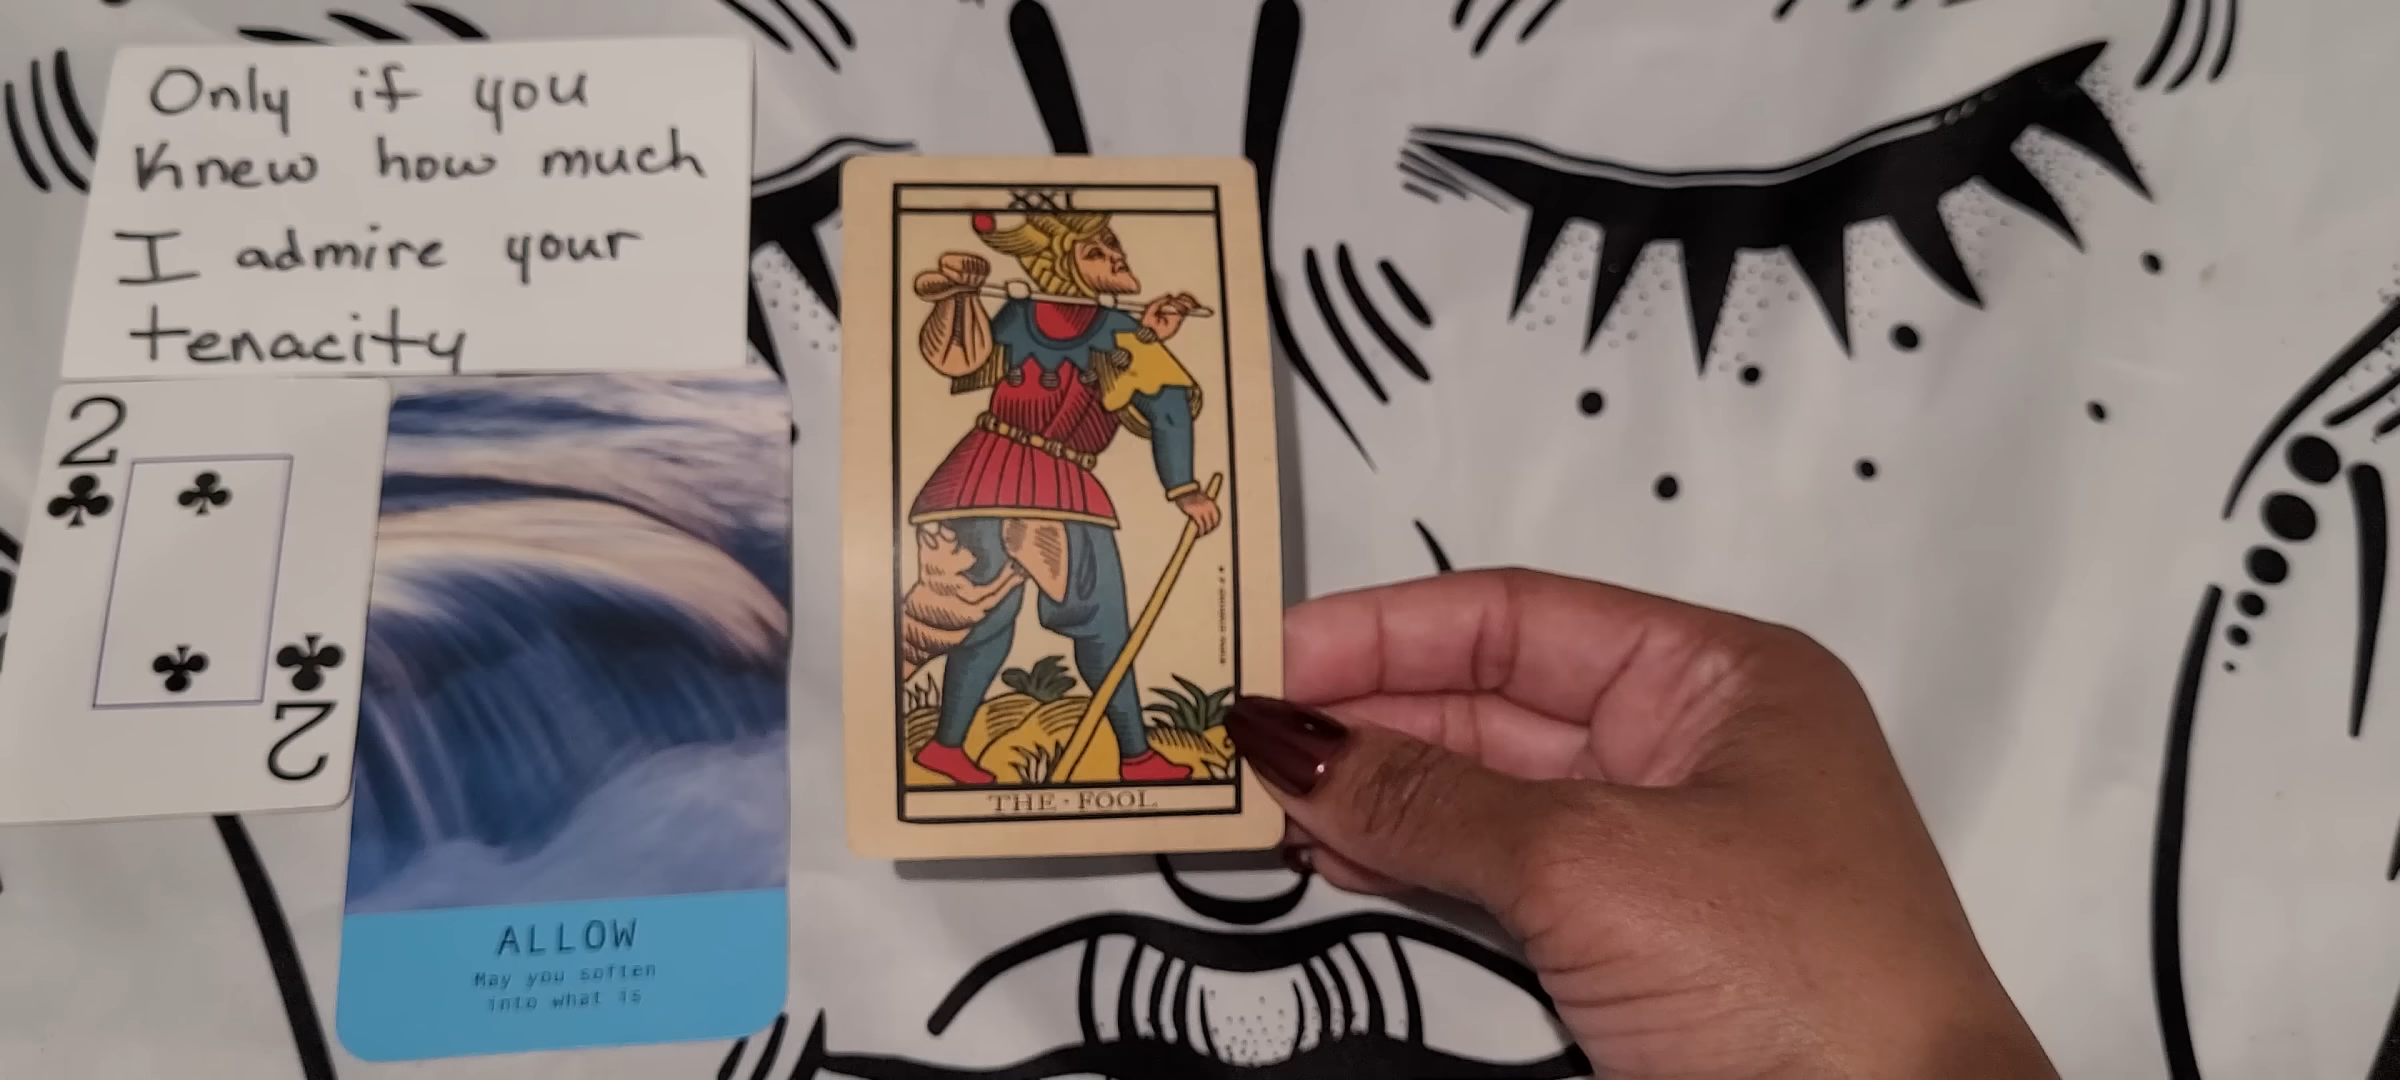 Only if you
Knew how much
I admire your
tenacity
2
2
ALLOW
May you soften
into what is
XXI
THE · FOOL